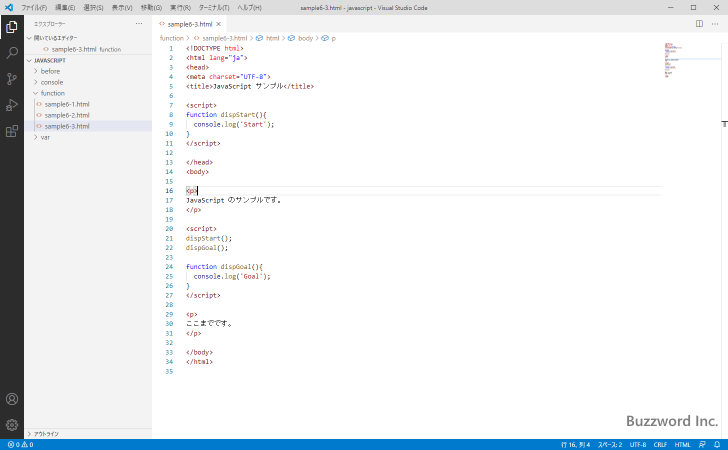 ファイル(F) 編集(E) 選択(S) 表示(V) 移動(G) 実行(R) ターミナル(T) ヘルプ(H) sample6-3.html - javascript - Visual Studio Code
エクスプローラー ···
開いているエディター
sample6-3.html function
JAVASCRIPT
before
console
function
sample6-1.html
sample6-2.html
sample6-3.html
var
アウトライン
sample6-3.html
function > sample6-3.html > html > body > p
1 <!DOCTYPE html>
2 <html lang="ja">
3 <head>
4 <meta charset="UTF-8">
5 <title>JavaScript サンプル</title>
6
7 <script>
8 function dispStart(){
9 console.log('Start');
10 }
11 </script>
12
13 </head>
14 <body>
15
16 <p>
17 JavaScript のサンプルです。
18 </p>
19
20 <script>
21 dispStart();
22 dispGoal();
23
24 function dispGoal(){
25 console.log('Goal');
26 }
27 </script>
28
29 <p>
30 ここまでです。
31 </p>
32
33 </body>
34 </html>
35
Buzzword Inc.
0 0 行 16, 列 4 スペース: 2 UTF-8 CRLF HTML